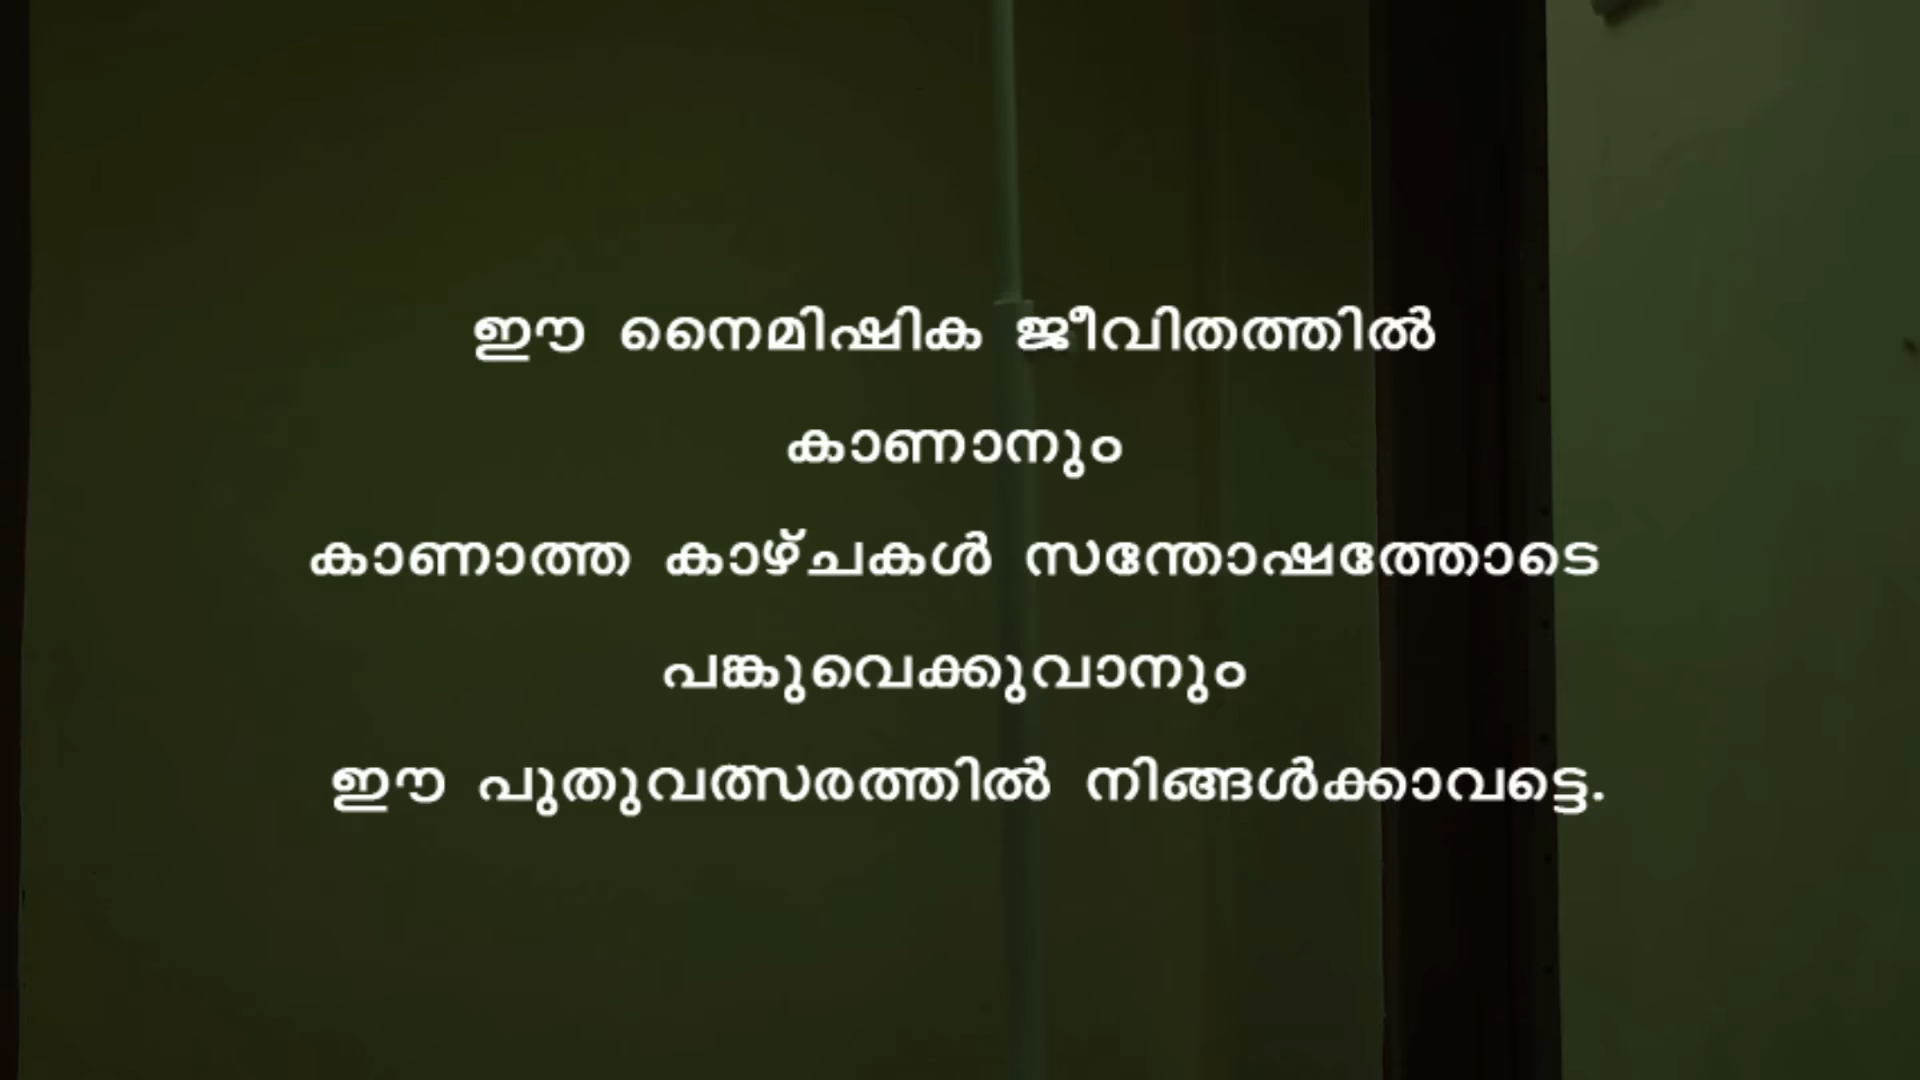 ഈ നൈമിഷിക ജീവിതത്തിൽ
കാണാനും
കാണാത്ത കാഴ്ചകൾ സന്തോഷത്തോടെ
പങ്കുവെക്കുവാനും
ഈ പുതുവത്സരത്തിൽ നിങ്ങൾക്കാവട്ടെ.